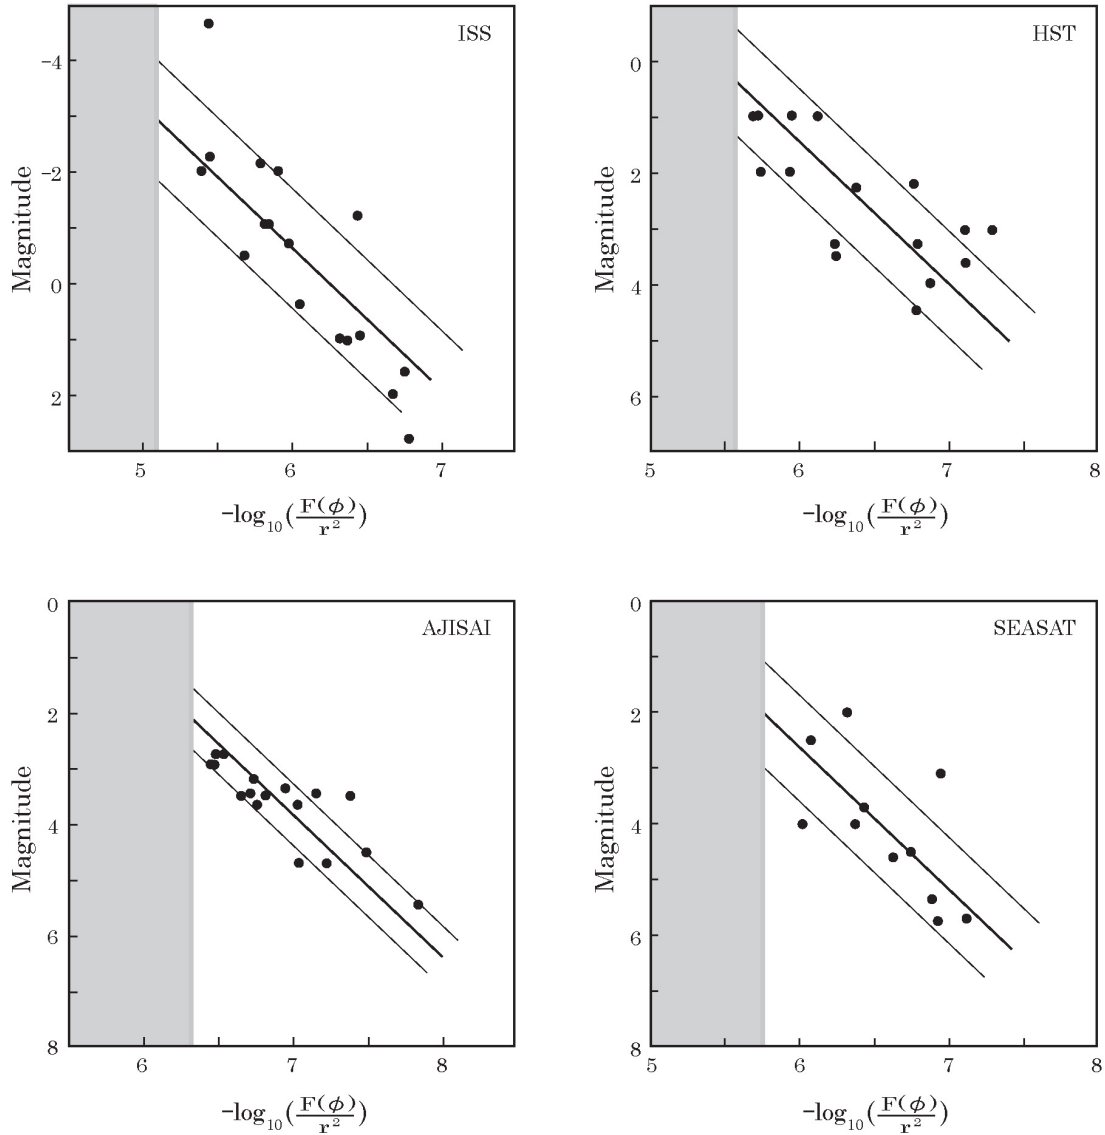 ISS
Magnitude
-4
-2
0
2
5 6 7
-log10(F(ϕ)/r²)
HST
Magnitude
0
2
4
6
5 6 7 8
-log10(F(ϕ)/r²)
AJISAI
Magnitude
0
2
4
6
8
6 7 8
-log10(F(ϕ)/r²)
SEASAT
Magnitude
0
2
4
6
8
5 6 7 8
-log10(F(ϕ)/r²)